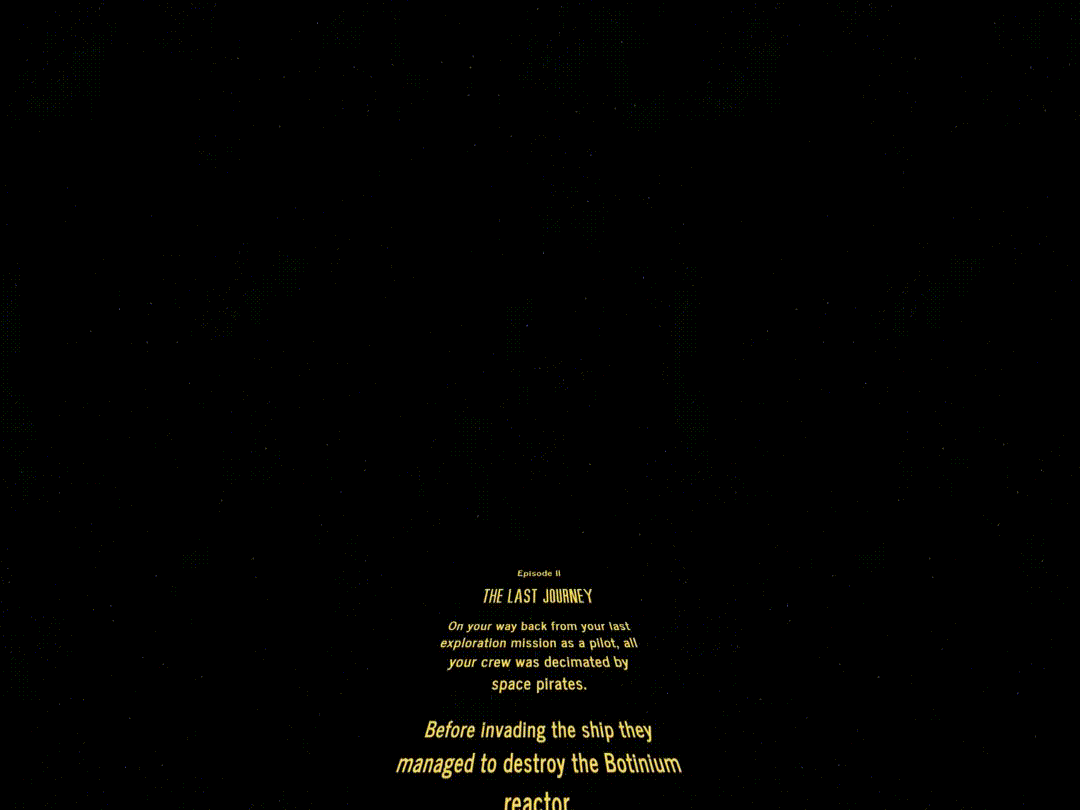 Episode II
THE LAST JOURNEY
On your way back from your last
exploration mission as a pilot, all
your crew was decimated by
space pirates.
Before invading the ship they
managed to destroy the Botinium
reactor